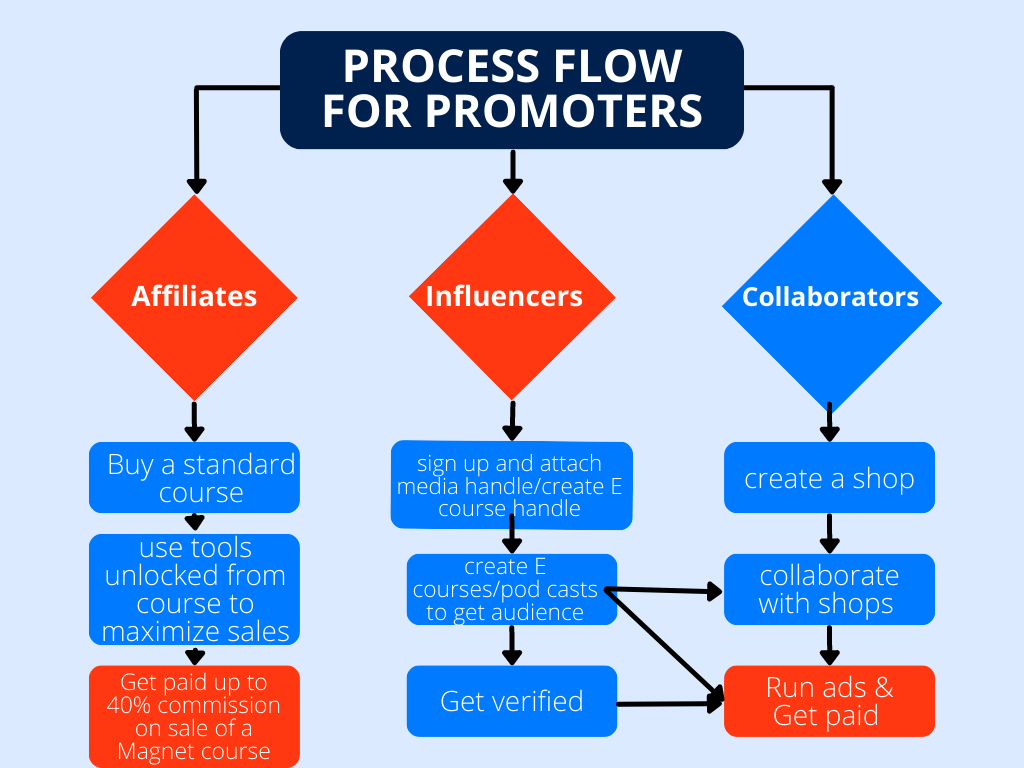 PROCESS FLOW
FOR PROMOTERS
Affiliates
Influencers
Collaborators
Buy a standard
course
use tools
unlocked from
course to
maximize sales
Get paid up to
40% commission
on sale of a
Magnet course
sign up and attach
media handle/create E
course handle
create E
courses/pod casts
to get audience
Get verified
create a shop
collaborate
with shops
Run ads &
Get paid